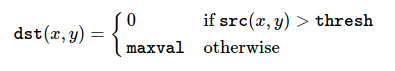 dst(x, y) = { 0 if src(x, y) > thresh
maxval otherwise